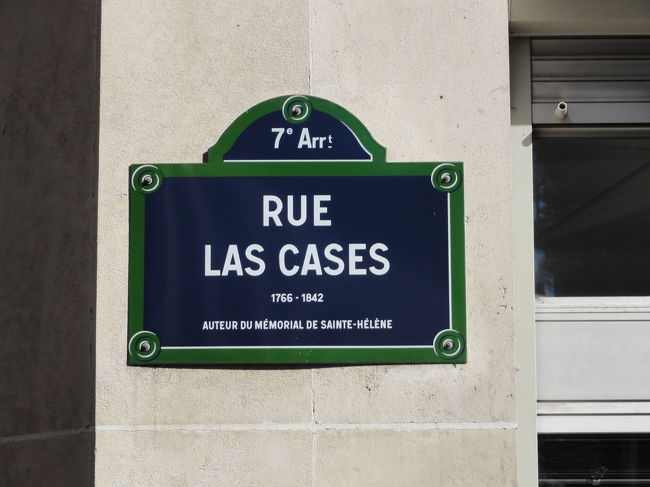 7e Arrt
RUE
LAS CASES
1766 - 1842
AUTEUR DU MÉMORIAL DE SAINTE-HÉLÈNE